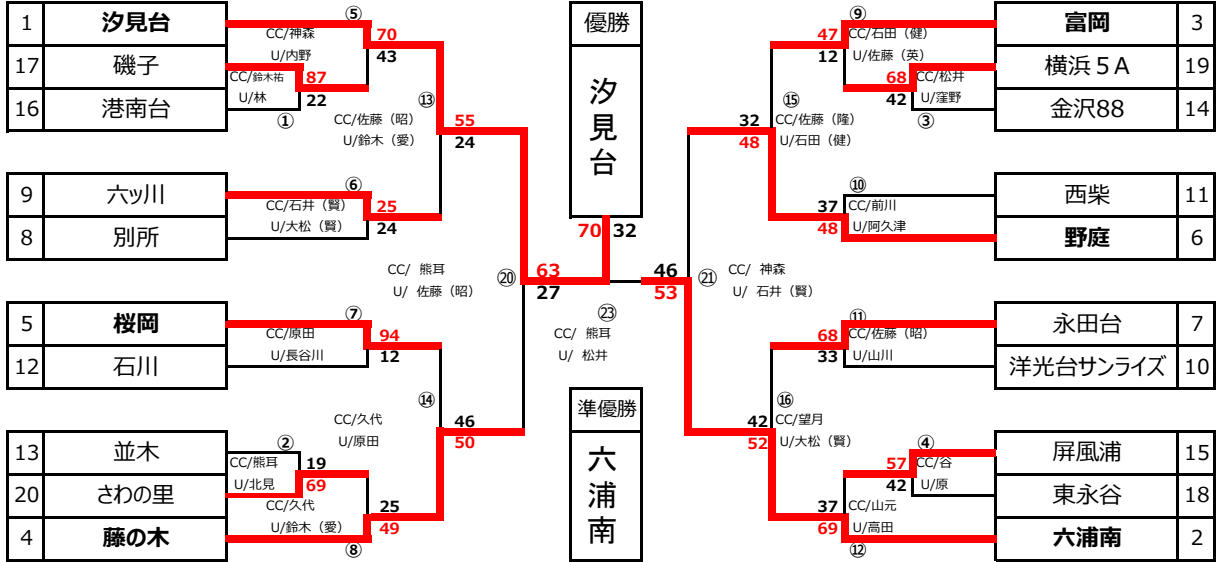 1 汐見台
17 磯子
16 港南台
9 六ッ川
8 別所
5 桜岡
12 石川
13 並木
20 さわの里
4 藤の木
⑤
CC/神森
U/内野
70
43
CC/鈴木祐
U/林
87
22
①
⑬
CC/佐藤（昭）
U/鈴木（愛）
55
24
⑥
CC/石井（賢）
U/大松（賢）
25
24
CC/ 熊耳
U/ 佐藤（昭）
⑳
63
27
⑦
CC/原田
U/長谷川
94
12
⑭
CC/久代
U/原田
46
50
②
CC/熊耳
U/北見
19
69
CC/久代
U/鈴木（愛）
25
49
⑧
優勝
汐見台
70 32
㉓
CC/ 熊耳
U/ 松井
準優勝
六浦南
⑨
47
12
CC/石田（健）
U/佐藤（英）
68
42
CC/松井
U/窪野
③
⑮
32
48
CC/佐藤（隆）
U/石田（健）
⑩
37
48
CC/前川
U/阿久津
46
53
㉑
CC/ 神森
U/ 石井（賢）
⑪
68
33
CC/佐藤（昭）
U/山川
⑯
42
52
CC/望月
U/大松（賢）
④
57
42
CC/谷
U/原
37
69
CC/山元
U/高田
⑫
富岡 3
横浜５A 19
金沢88 14
西柴 11
野庭 6
永田台 7
洋光台サンライズ 10
屏風浦 15
東永谷 18
六浦南 2